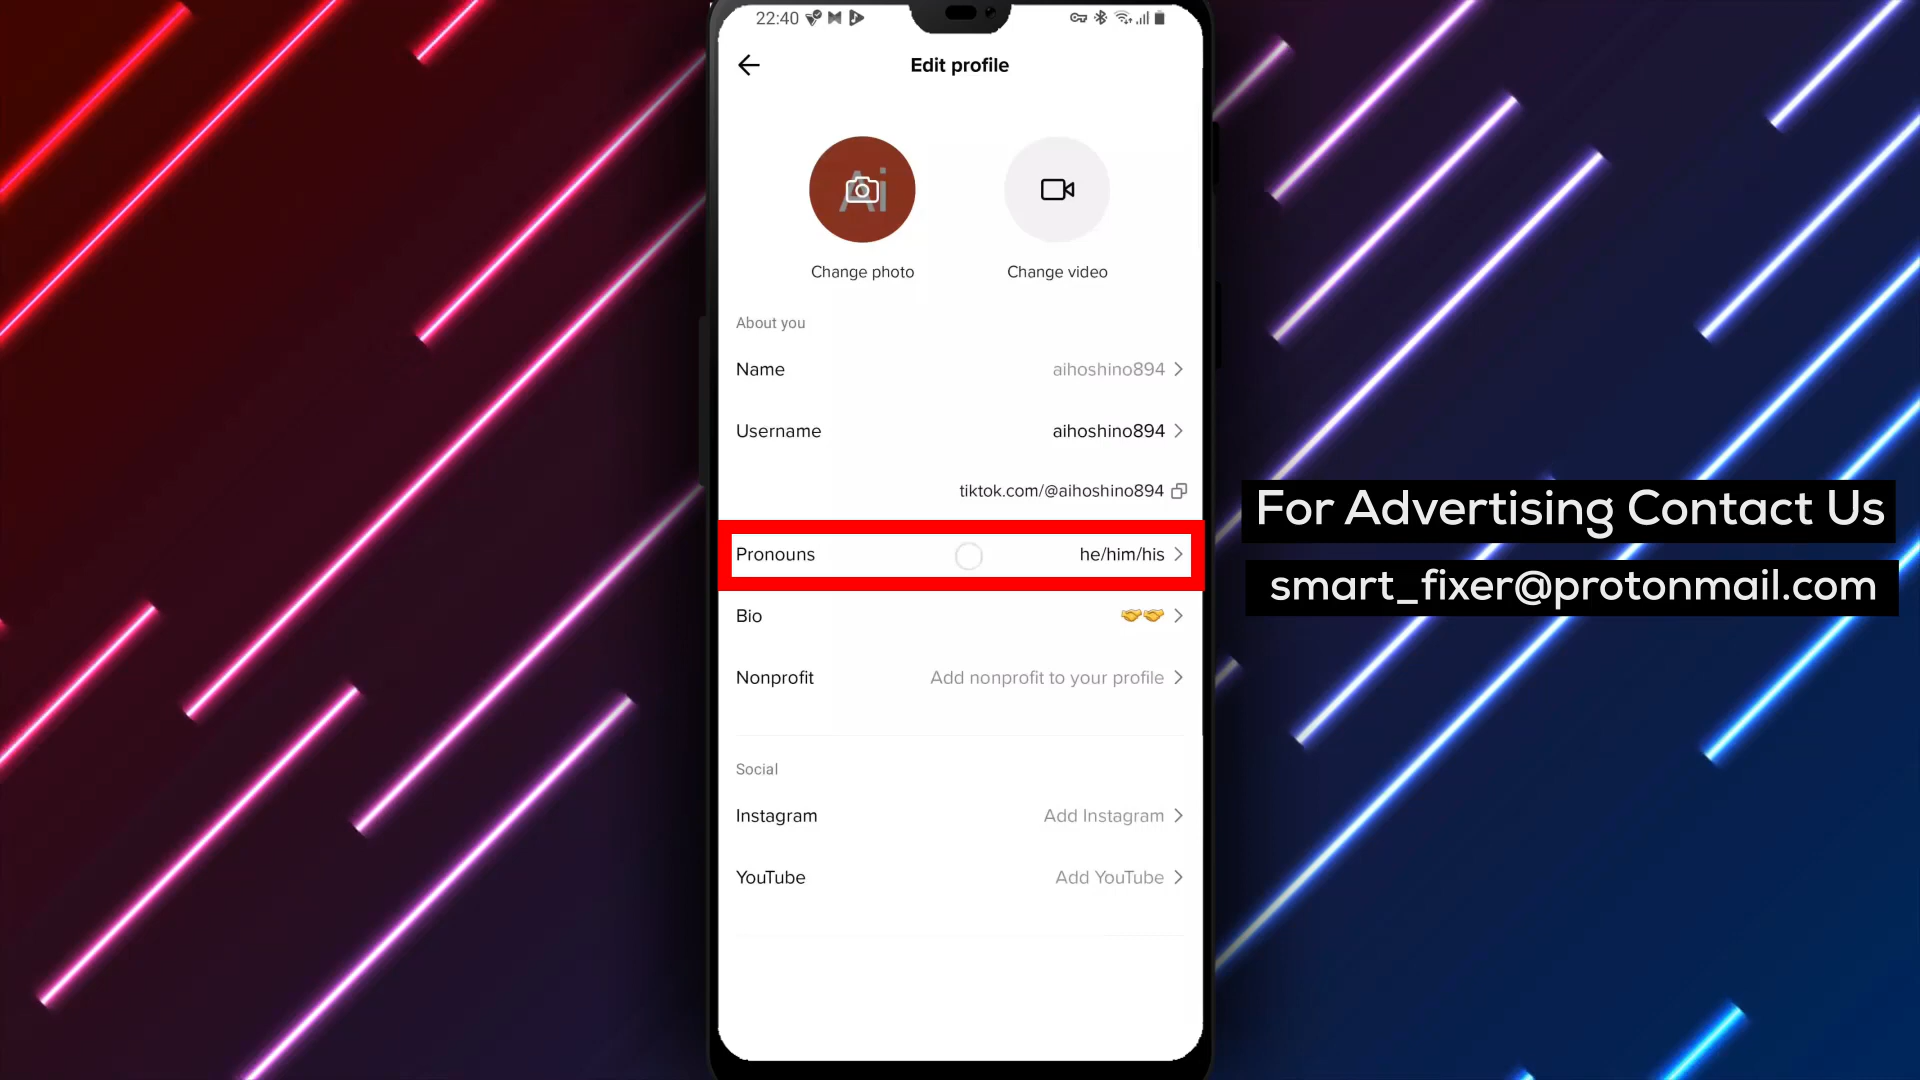 22:40
Edit profile
Ai
Change photo
Change video
About you
Name
aihoshino894
Username
aihoshino894
tiktok.com/@aihoshino894
Pronouns
he/him/his
Bio
🤝🤝
Nonprofit
Add nonprofit to your profile
Social
Instagram
Add Instagram
YouTube
Add YouTube
For Advertising Contact Us
smart_fixer@protonmail.com